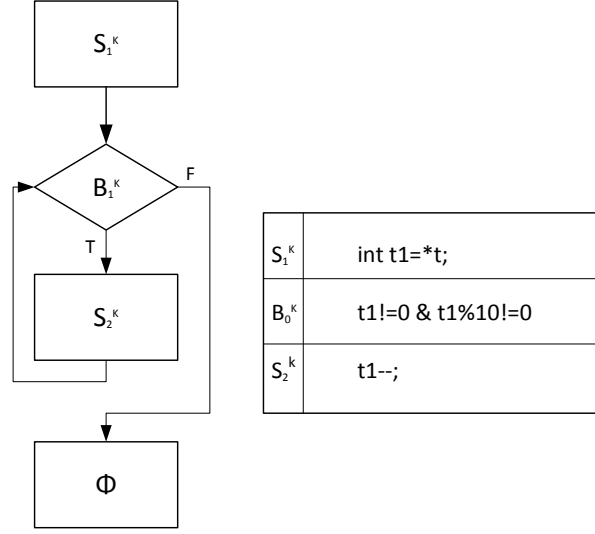 S₁ᴷ
B₁ᴷ
F
T
S₂ᴷ
Φ
S₁ᴷ int t1=*t;
B₀ᴷ t1!=0 & t1%10!=0
S₂ᵏ t1--;